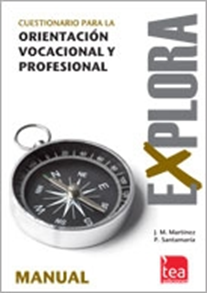 CUESTIONARIO PARA LA
ORIENTACIÓN
VOCACIONAL Y
PROFESIONAL
EXPLORA
J. M. Martínez
P. Santamaría
tea
MANUAL